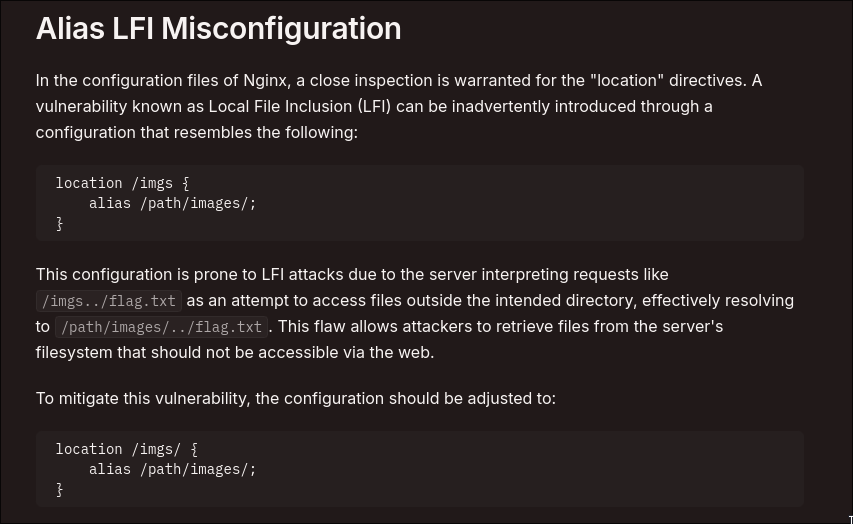 Alias LFI Misconfiguration
In the configuration files of Nginx, a close inspection is warranted for the "location" directives. A
vulnerability known as Local File Inclusion (LFI) can be inadvertently introduced through a
configuration that resembles the following:
location /imgs {
    alias /path/images/;
}
This configuration is prone to LFI attacks due to the server interpreting requests like
/imgs../flag.txt as an attempt to access files outside the intended directory, effectively resolving
to /path/images/../flag.txt. This flaw allows attackers to retrieve files from the server's
filesystem that should not be accessible via the web.
To mitigate this vulnerability, the configuration should be adjusted to:
location /imgs/ {
    alias /path/images/;
}